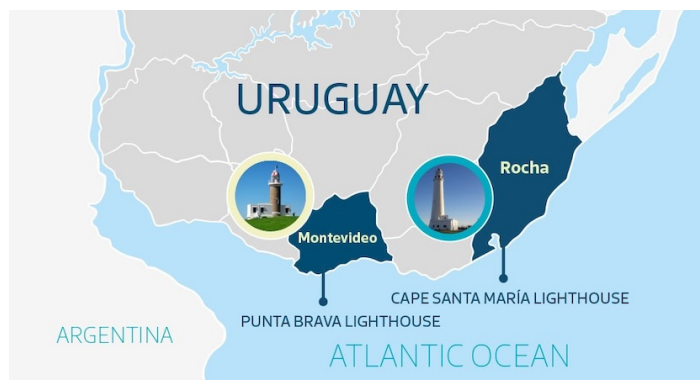 URUGUAY
Rocha
Montevideo
CAPE SANTA MARÍA LIGHTHOUSE
PUNTA BRAVA LIGHTHOUSE
ARGENTINA
ATLANTIC OCEAN